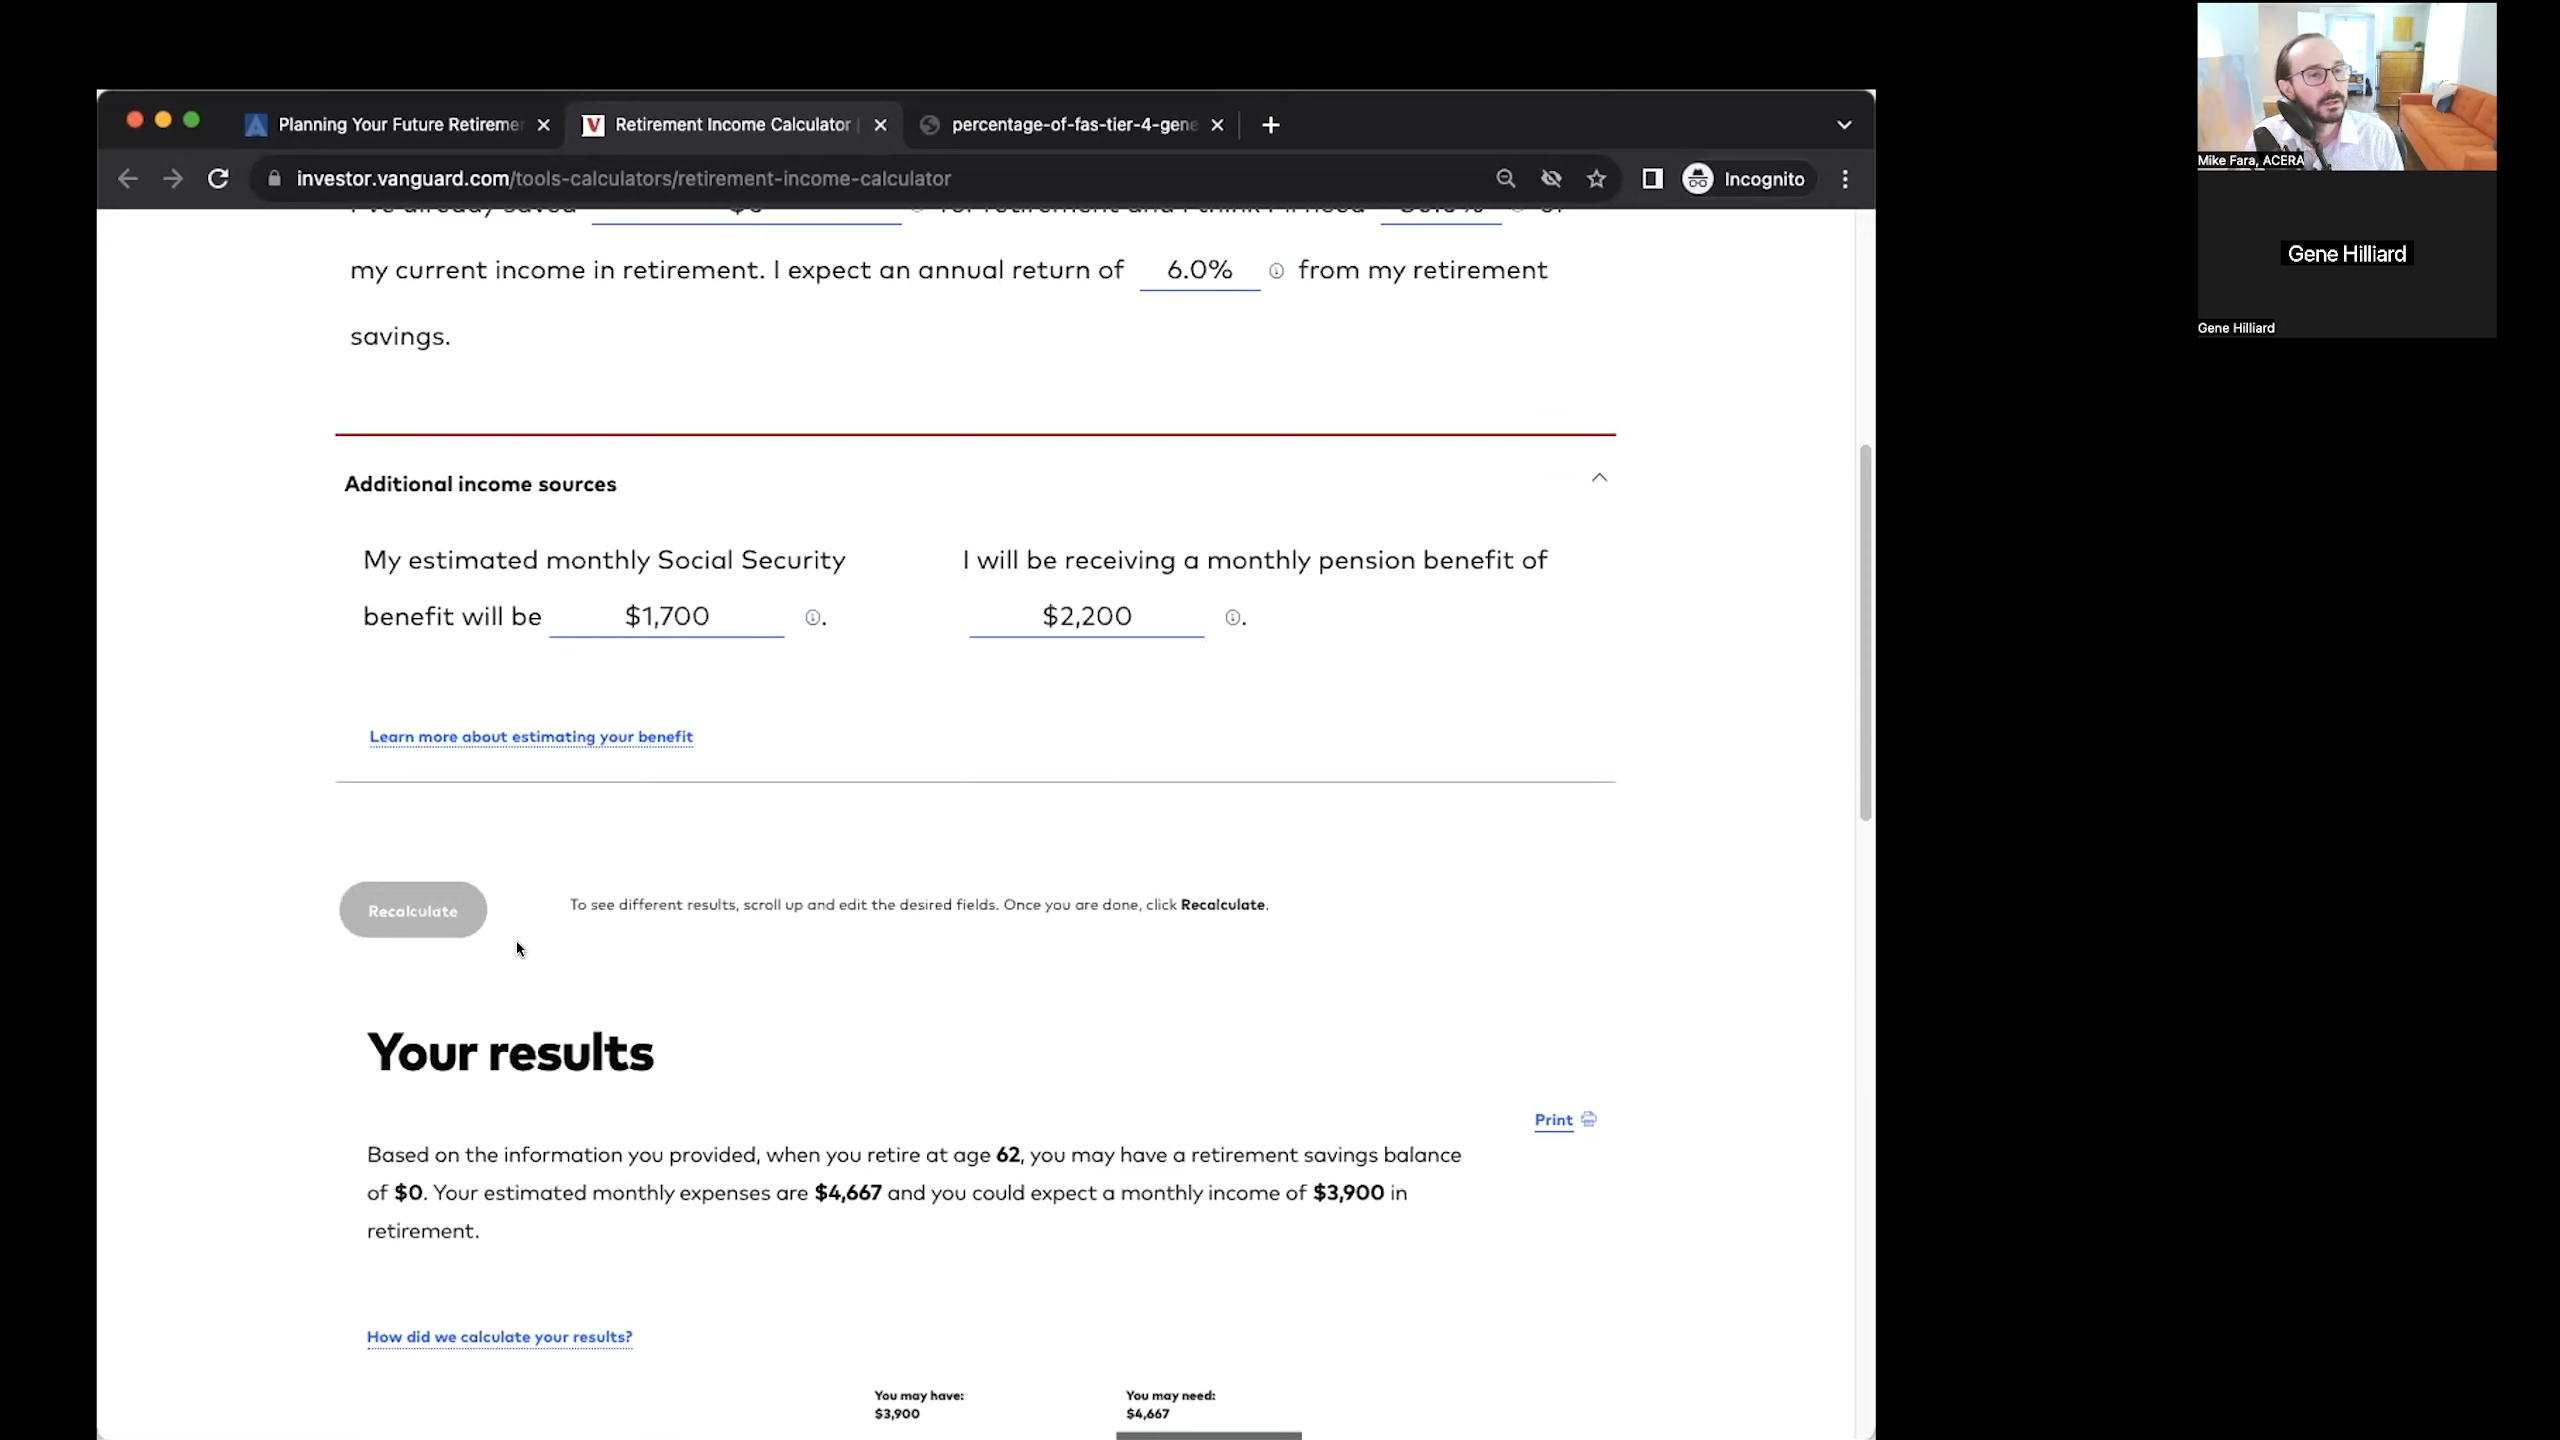 Planning Your Future Retiremer
Retirement Income Calculator
percentage-of-fas-tier-4-gene
investor.vanguard.com/tools-calculators/retirement-income-calculator
Incognito
my current income in retirement. I expect an annual return of 6.0% from my retirement
savings.
Additional income sources
My estimated monthly Social Security
benefit will be $1,700 .
I will be receiving a monthly pension benefit of
$2,200 .
Learn more about estimating your benefit
Recalculate
To see different results, scroll up and edit the desired fields. Once you are done, click Recalculate.
Your results
Print
Based on the information you provided, when you retire at age 62, you may have a retirement savings balance
of $0. Your estimated monthly expenses are $4,667 and you could expect a monthly income of $3,900 in
retirement.
How did we calculate your results?
You may have:
$3,900
You may need:
$4,667
Mike Fara, ACERA
Gene Hilliard
Gene Hilliard